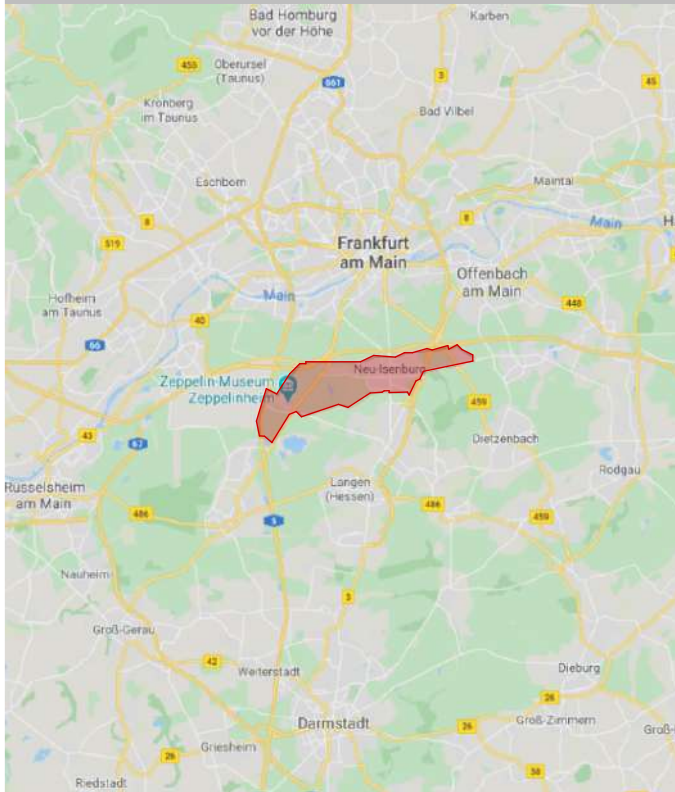 Bad Homburg
vor der Höhe
Karben
455
Oberursel
(Taunus)
661
3
45
Kronberg
im Taunus
Bad Vilbel
Eschborn
Maintal
8
8
Main
H
519
Frankfurt
am Main
Offenbach
am Main
Main
Hofheim
am Taunus
448
40
66
Neu-Isenburg
Zeppelin-Museum
Zeppelinheim
459
43
67
Dietzenbach
Rodgau
Langen
(Hessen)
Rüsselsheim
am Main
486
486
459
5
Nauheim
3
Groß-Gerau
42
Weiterstadt
Dieburg
26
Darmstadt
26
Groß-Zimmern
Groß-
Griesheim
26
Riedstadt